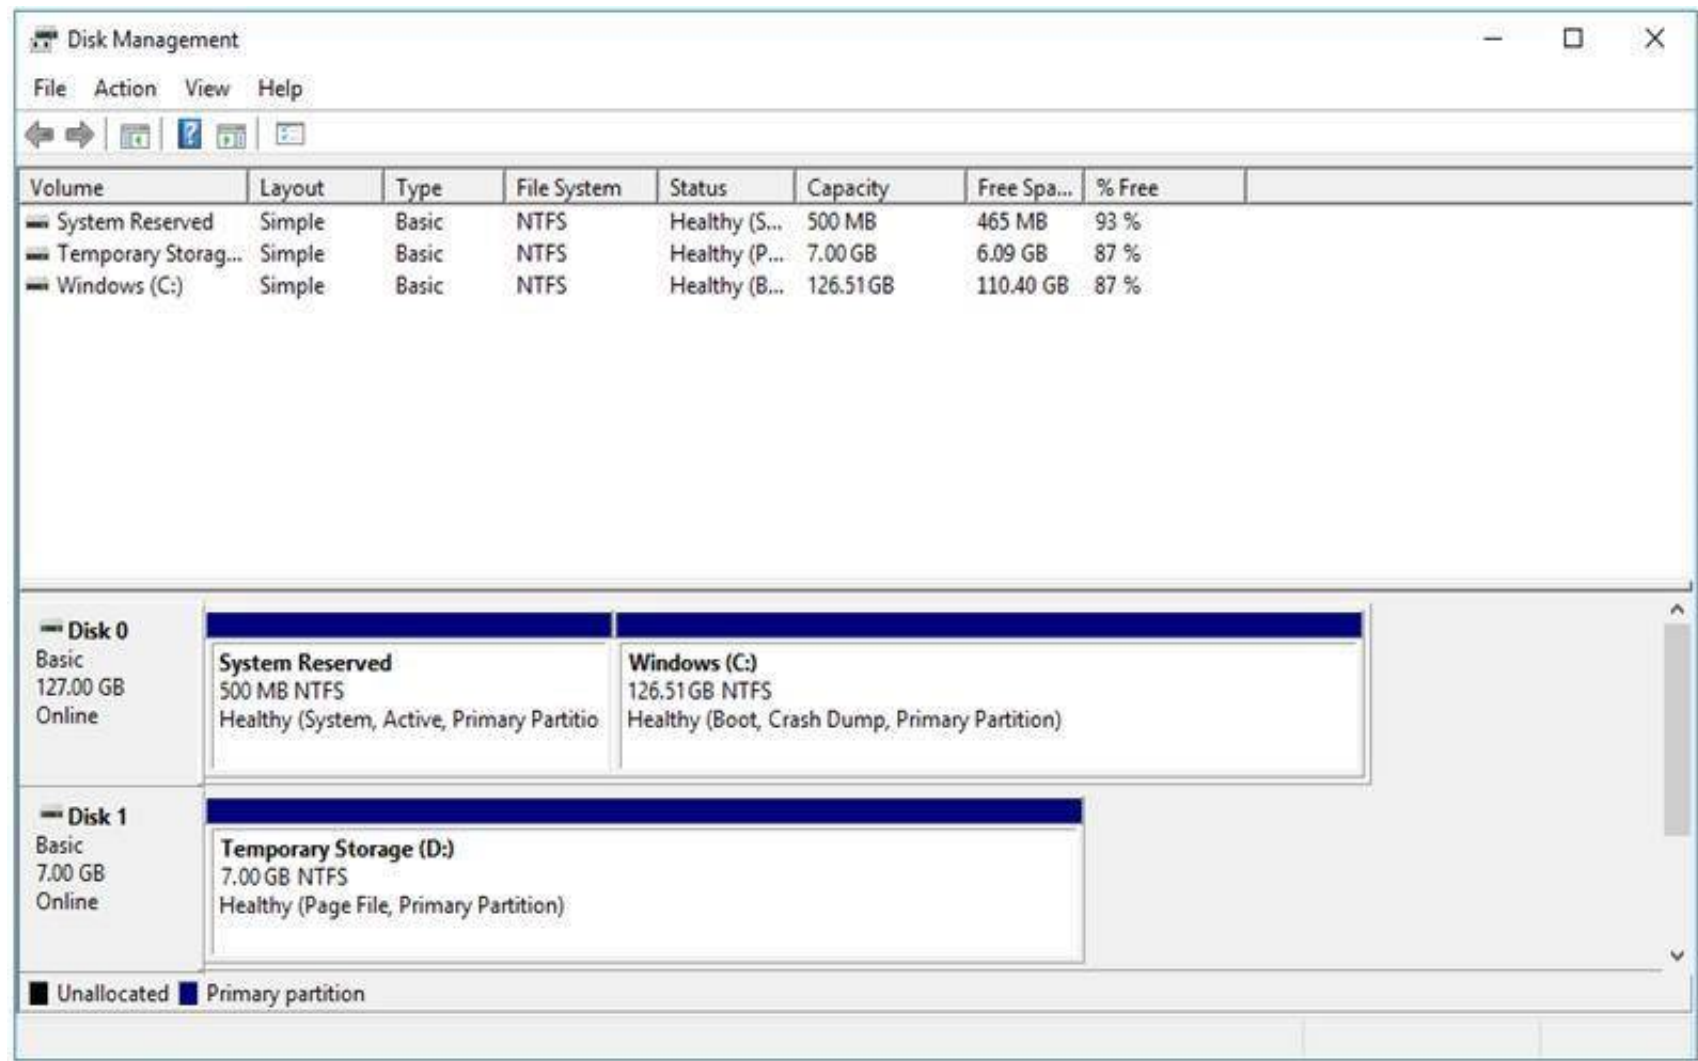 Disk Management
File Action View Help
Volume Layout Type File System Status Capacity Free Spa... % Free
System Reserved Simple Basic NTFS Healthy (S... 500 MB 465 MB 93 %
Temporary Storag... Simple Basic NTFS Healthy (P... 7.00 GB 6.09 GB 87 %
Windows (C:) Simple Basic NTFS Healthy (B... 126.51 GB 110.40 GB 87 %
Disk 0
Basic
127.00 GB
Online
System Reserved
500 MB NTFS
Healthy (System, Active, Primary Partitio
Windows (C:)
126.51 GB NTFS
Healthy (Boot, Crash Dump, Primary Partition)
Disk 1
Basic
7.00 GB
Online
Temporary Storage (D:)
7.00 GB NTFS
Healthy (Page File, Primary Partition)
Unallocated Primary partition